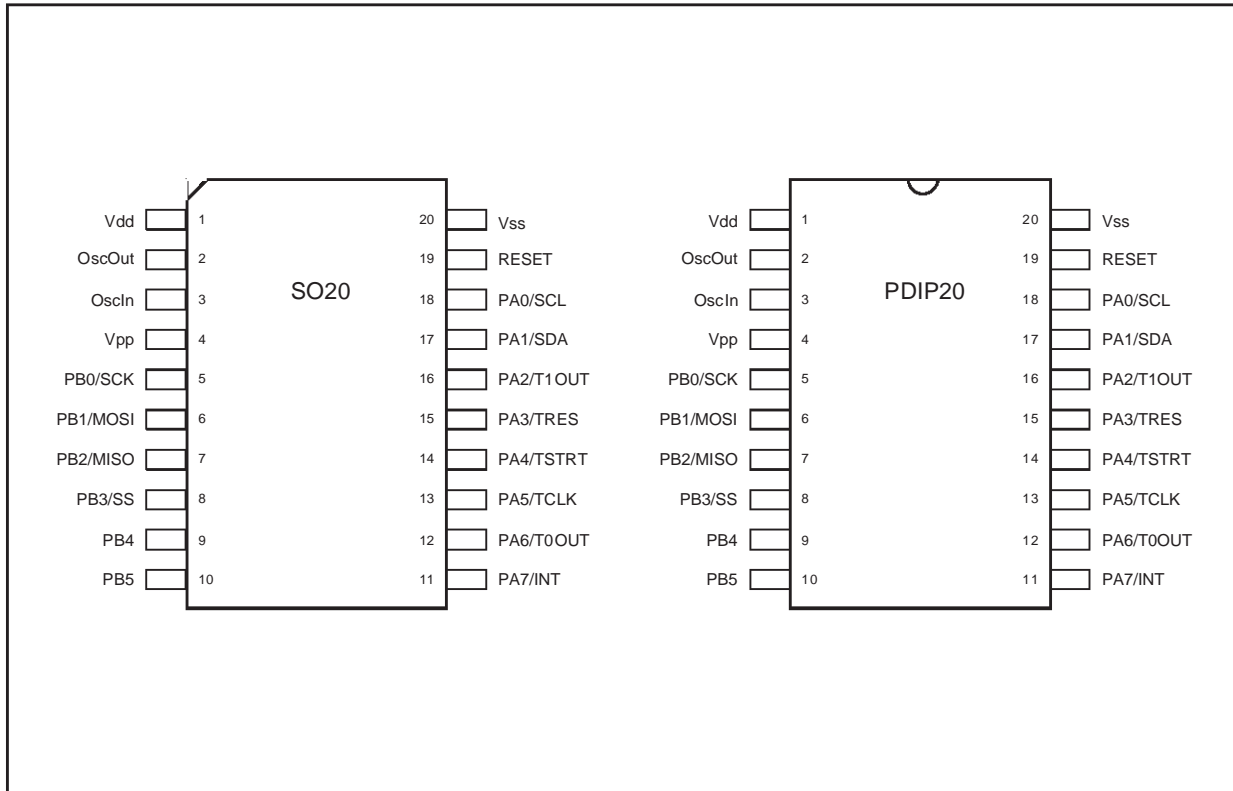 Vdd 1 20 Vss
OscOut 2 19 RESET
OscIn 3 18 PA0/SCL
SO20
Vpp 4 17 PA1/SDA
PB0/SCK 5 16 PA2/T1OUT
PB1/MOSI 6 15 PA3/TRES
PB2/MISO 7 14 PA4/TSTRT
PB3/SS 8 13 PA5/TCLK
PB4 9 12 PA6/T0OUT
PB5 10 11 PA7/INT
Vdd 1 20 Vss
OscOut 2 19 RESET
OscIn 3 18 PA0/SCL
PDIP20
Vpp 4 17 PA1/SDA
PB0/SCK 5 16 PA2/T1OUT
PB1/MOSI 6 15 PA3/TRES
PB2/MISO 7 14 PA4/TSTRT
PB3/SS 8 13 PA5/TCLK
PB4 9 12 PA6/T0OUT
PB5 10 11 PA7/INT